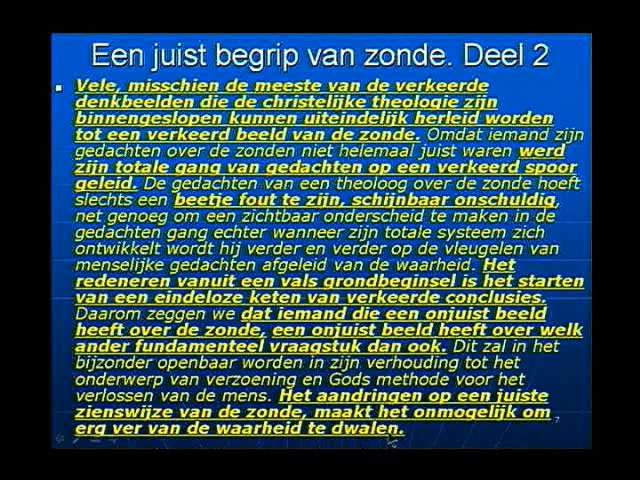 Een juist begrip van zonde. Deel 2
Vele, misschien de meeste van de verkeerde
denkbeelden die de christelijke theologie zijn
binnengeslopen kunnen uiteindelijk herleid worden
tot een verkeerd beeld van de zonde. Omdat iemand zijn
gedachten over de zonden niet helemaal juist waren werd
zijn totale gang van gedachten op een verkeerd spoor
geleid. De gedachten van een theoloog over de zonde hoeft
slechts een beetje fout te zijn, schijnbaar onschuldig,
net genoeg om een zichtbaar onderscheid te maken in de
gedachten gang echter wanneer zijn totale systeem zich
ontwikkelt wordt hij verder en verder op de vleugelen van
menselijke gedachten afgeleid van de waarheid. Het
redeneren vanuit een vals grondbeginsel is het starten
van een eindeloze keten van verkeerde conclusies.
Daarom zeggen we dat iemand die een onjuist beeld
heeft over de zonde, een onjuist beeld heeft over welk
ander fundamenteel vraagstuk dan ook. Dit zal in het
bijzonder openbaar worden in zijn verhouding tot het
onderwerp van verzoening en Gods methode voor het
verlossen van de mens. Het aandringen op een juiste
zienswijze van de zonde, maakt het onmogelijk om
erg ver van de waarheid te dwalen.
7